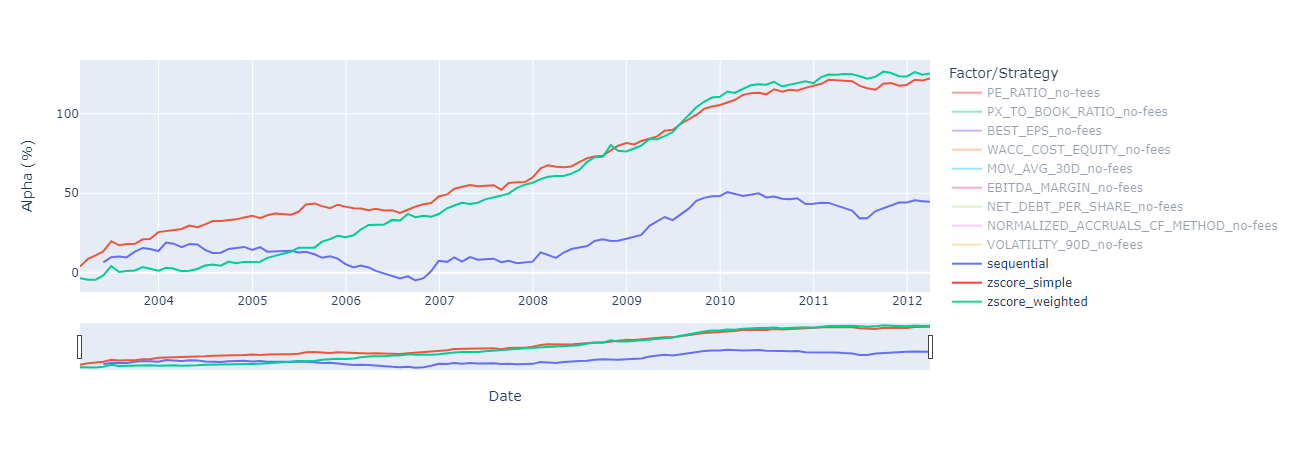 Factor/Strategy
PE_RATIO_no-fees
PX_TO_BOOK_RATIO_no-fees
BEST_EPS_no-fees
WACC_COST_EQUITY_no-fees
MOV_AVG_30D_no-fees
EBITDA_MARGIN_no-fees
NET_DEBT_PER_SHARE_no-fees
NORMALIZED_ACCRUALS_CF_METHOD_no-fees
VOLATILITY_90D_no-fees
sequential
zscore_simple
zscore_weighted
Alpha ( %)
100
50
0
2004 2005 2006 2007 2008 2009 2010 2011 2012
Date